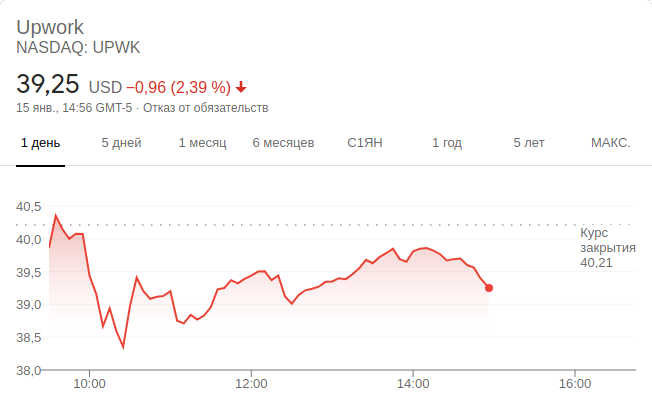 Upwork
NASDAQ: UPWK
39,25 USD −0,96 (2,39 %)
15 янв., 14:56 GMT-5 · Отказ от обязательств
1 день 5 дней 1 месяц 6 месяцев С1ЯН 1 год 5 лет МАКС.
40,5
40,0
39,5
39,0
38,5
38,0
Курс
закрытия
40,21
10:00 12:00 14:00 16:00